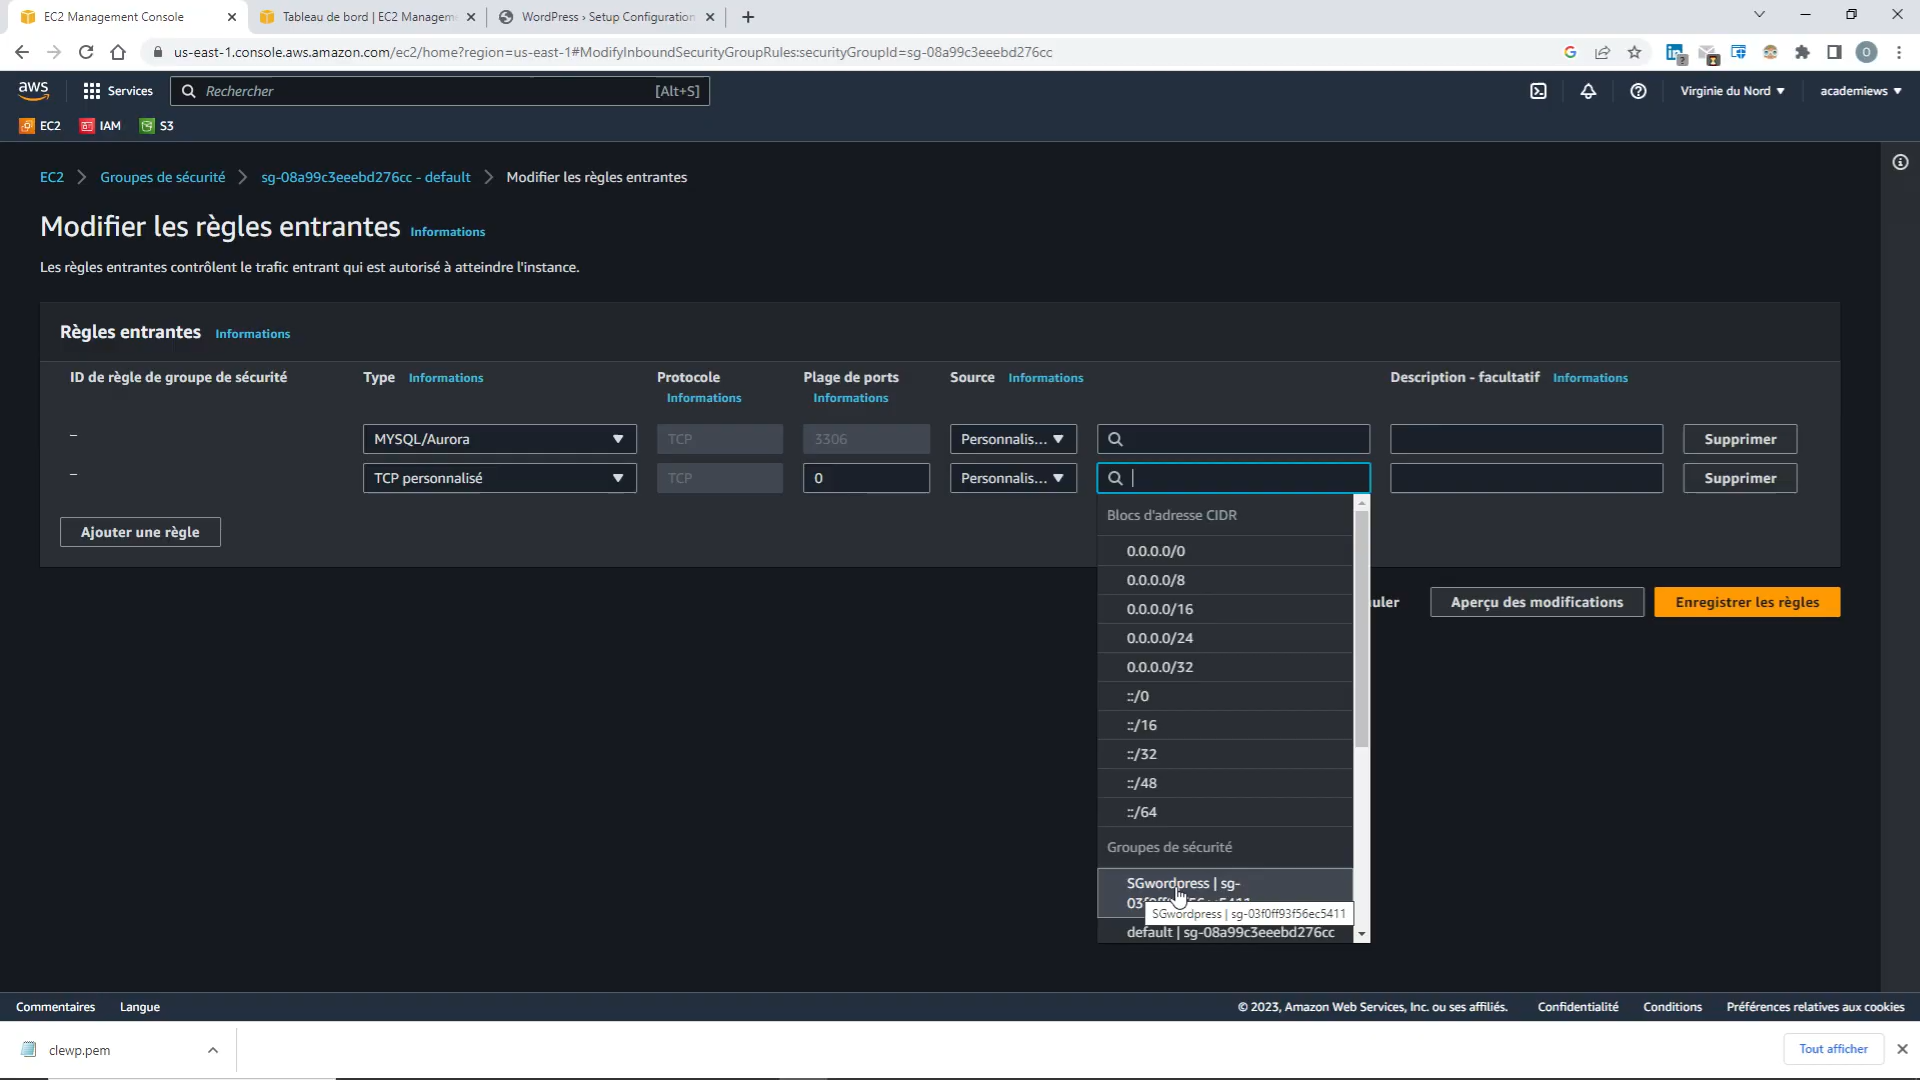 EC2 Management Console
Tableau de bord | EC2 Managem
WordPress › Setup Configuration
us-east-1.console.aws.amazon.com/ec2/home?region=us-east-1#ModifyInboundSecurityGroupRules:securityGroupId=sg-08a99c3eeebd276cc
aws
Services
Rechercher
[Alt+S]
Virginie du Nord
academiews
EC2
IAM
S3
EC2
Groupes de sécurité
sg-08a99c3eeebd276cc - default
Modifier les règles entrantes
Modifier les règles entrantes Informations
Les règles entrantes contrôlent le trafic entrant qui est autorisé à atteindre l'instance.
Règles entrantes Informations
ID de règle de groupe de sécurité
Type Informations
Protocole
Informations
Plage de ports
Informations
Source Informations
Description - facultatif Informations
–
MYSQL/Aurora
TCP
3306
Personnalis...
Supprimer
–
TCP personnalisé
TCP
0
Personnalis...
Supprimer
Ajouter une règle
Blocs d'adresse CIDR
0.0.0.0/0
0.0.0.0/8
0.0.0.0/16
0.0.0.0/24
0.0.0.0/32
::/0
::/16
::/32
::/48
::/64
Groupes de sécurité
SGwordpress | sg-
SGwordpress | sg-03f0ff93f56ec5411
default | sg-08a99c3eeebd276cc
uler
Aperçu des modifications
Enregistrer les règles
Commentaires
Langue
© 2023, Amazon Web Services, Inc. ou ses affiliés.
Confidentialité
Conditions
Préférences relatives aux cookies
clewp.pem
Tout afficher